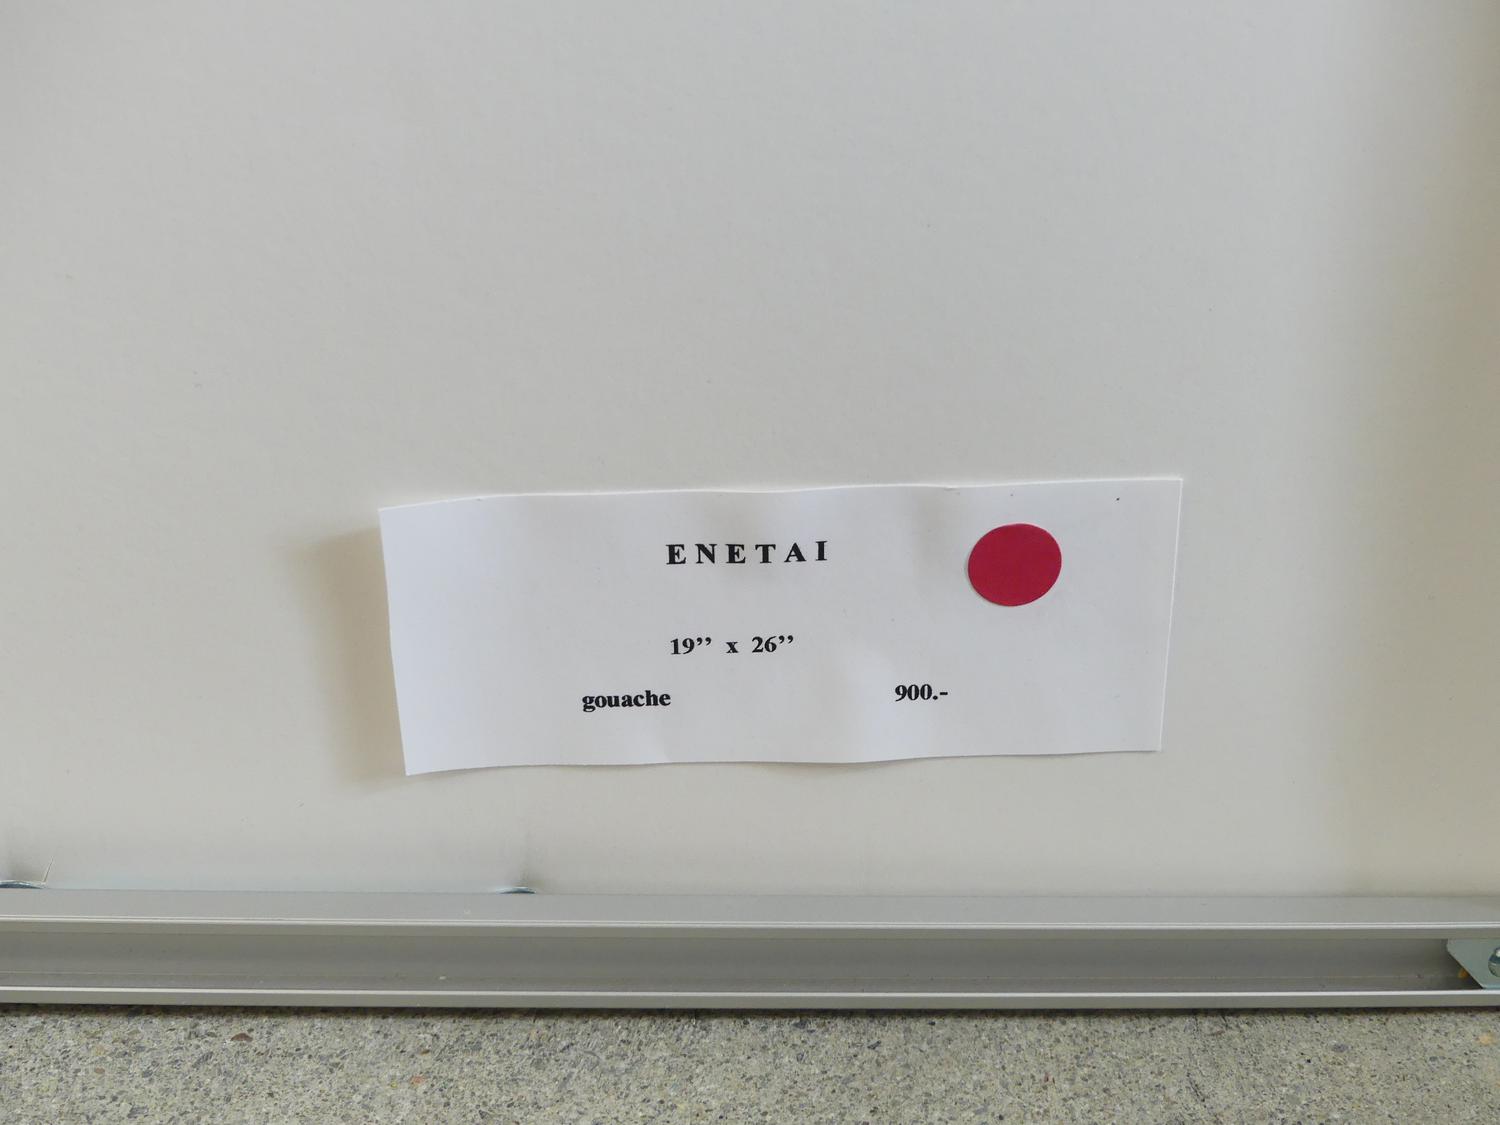 ENETAI
19’’ x 26’’
gouache 900.-